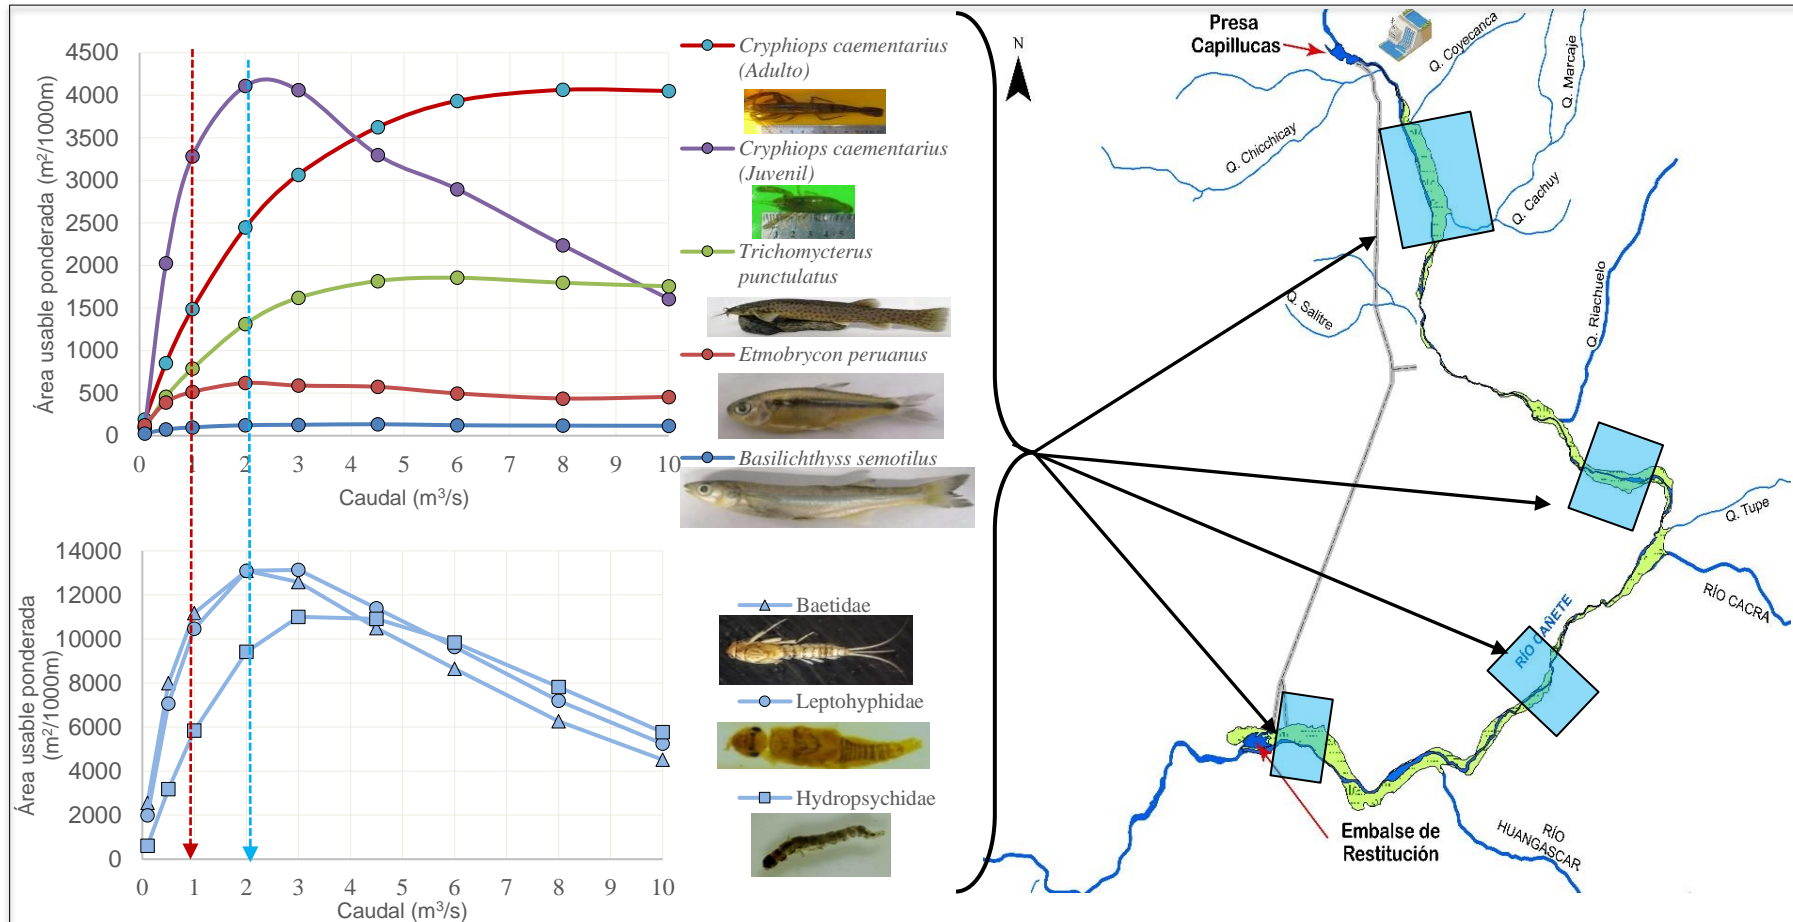 Área usable ponderada (m²/1000m)
4500
4000
3500
3000
2500
2000
1500
1000
500
0
0 1 2 3 4 5 6 7 8 9 10
Caudal (m³/s)
Cryphiops caementarius
(Adulto)
Cryphiops caementarius
(Juvenil)
Trichomycterus
punctulatus
Etmobrycon peruanus
Basilichthyss semotilus
Área usable ponderada
(m²/1000m)
14000
12000
10000
8000
6000
4000
2000
0
0 1 2 3 4 5 6 7 8 9 10
Caudal (m³/s)
Baetidae
Leptohyphidae
Hydropsychidae
N
Presa
Capillucas
Q. Coyecanca
Q. Marcaje
Q. Chicchicay
Q. Cachuy
Q. Salitre
Q. Riachuelo
Q. Tupe
RÍO CACRA
RÍO CAÑETE
RÍO
HUANGASCAR
Embalse de
Restitución